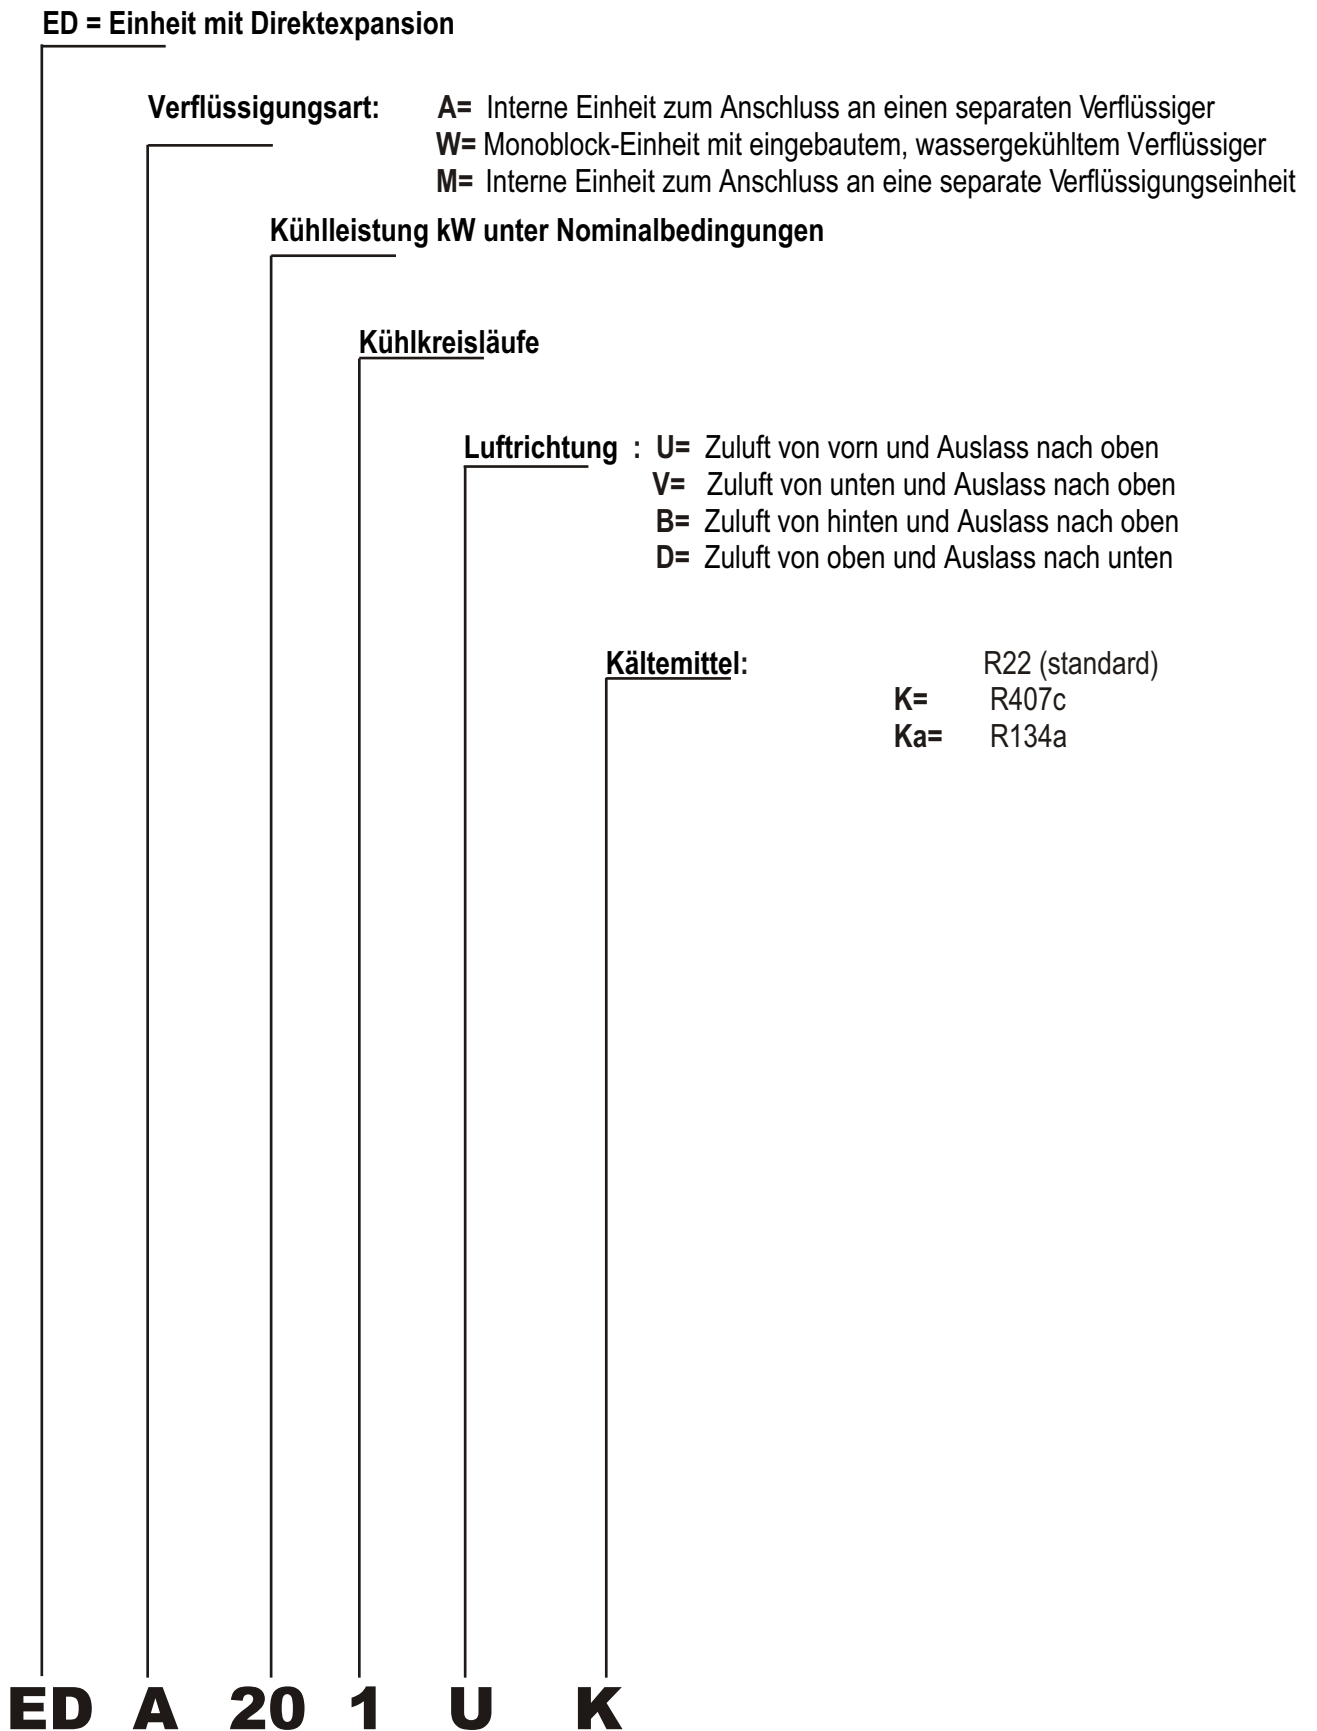 ED = Einheit mit Direktexpansion
Verflüssigungsart: A= Interne Einheit zum Anschluss an einen separaten Verflüssiger
W= Monoblock-Einheit mit eingebautem, wassergekühltem Verflüssiger
M= Interne Einheit zum Anschluss an eine separate Verflüssigungseinheit
Kühlleistung kW unter Nominalbedingungen
Kühlkreisläufe
Luftrichtung : U= Zuluft von vorn und Auslass nach oben
V= Zuluft von unten und Auslass nach oben
B= Zuluft von hinten und Auslass nach oben
D= Zuluft von oben und Auslass nach unten
Kältemittel: R22 (standard)
K= R407c
Ka= R134a
ED A 20 1 U K